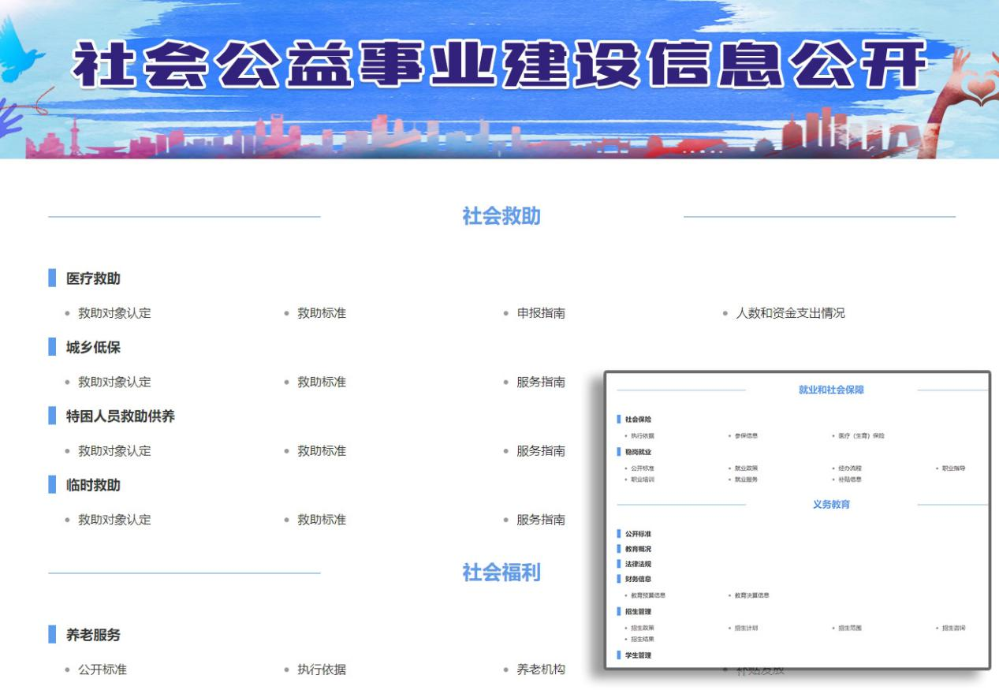 社会公益事业建设信息公开
社会救助
医疗救助
救助对象认定 救助标准 申报指南 人数和资金支出情况
城乡低保
救助对象认定 救助标准 服务指南
特困人员救助供养
救助对象认定 救助标准 服务指南
临时救助
救助对象认定 救助标准 服务指南
社会福利
养老服务
公开标准 执行依据 养老机构 补贴发放
就业和社会保障
社会保险
执行依据 参保信息 医疗（生育）保险
稳岗就业
公开标准 就业政策 经办流程 职业指导
职业培训 就业服务 补贴信息
义务教育
公开标准
教育概况
法律法规
财务信息
教育预算信息 教育决算信息
招生管理
招生政策 招生计划 招生范围 招生咨询
招生结果
学生管理